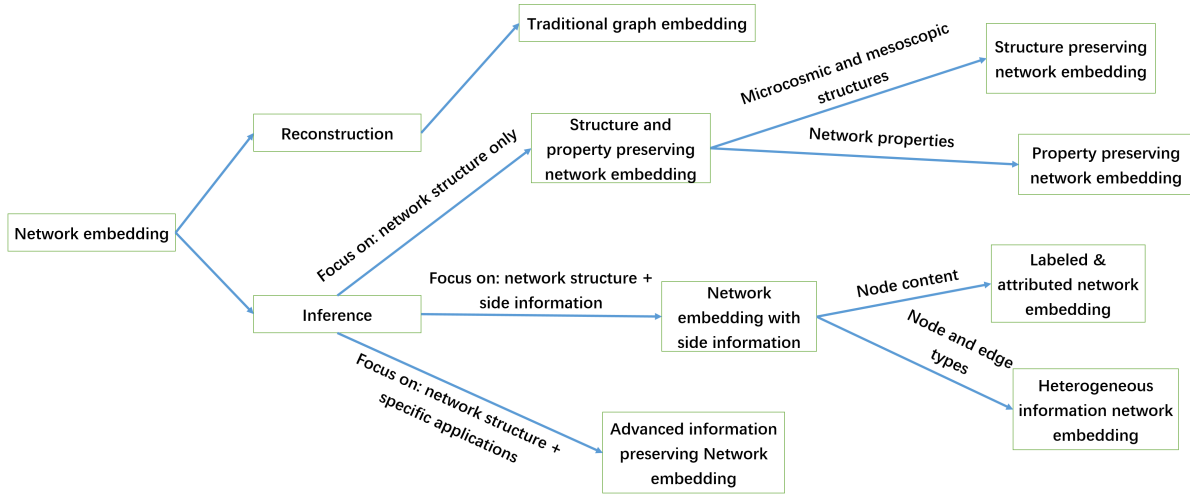 Traditional graph embedding
Microcosmic and mesoscopic
structures
Structure preserving
network embedding
Reconstruction
Focus on: network structure only
Structure and
property preserving
network embedding
Network properties
Property preserving
network embedding
Network embedding
Inference
Focus on: network structure +
side information
Network
embedding with
side information
Node content
Labeled &
attributed network
embedding
Node and edge
types
Heterogeneous
information network
embedding
Focus on: network structure +
specific applications
Advanced information
preserving Network
embedding